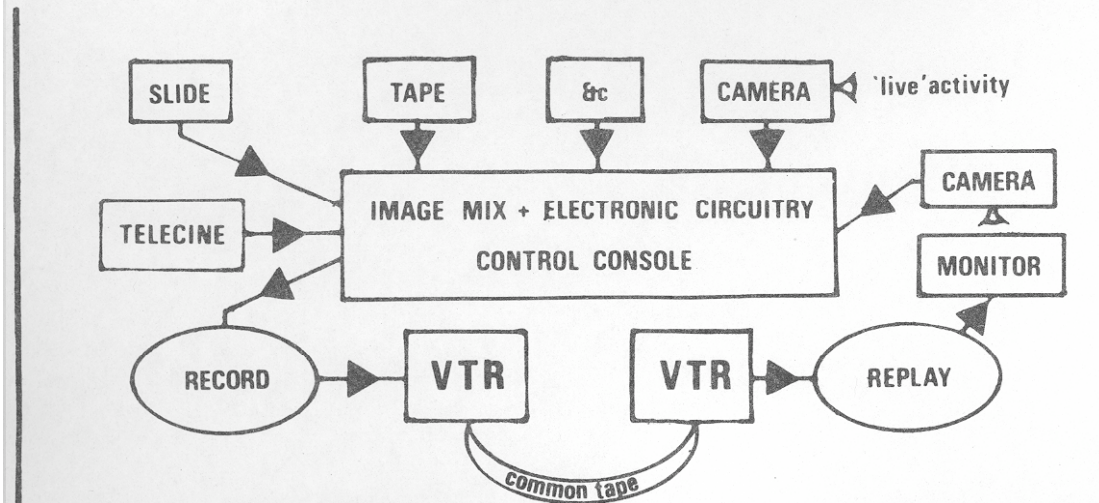 SLIDE
TAPE
&c
CAMERA
'live' activity
IMAGE MIX + ELECTRONIC CIRCUITRY
CONTROL CONSOLE
CAMERA
TELECINE
MONITOR
RECORD
VTR
VTR
REPLAY
common tape